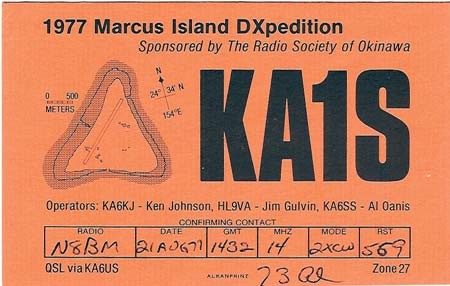 1977 Marcus Island DXpedition
Sponsored by The Radio Society of Okinawa
KA1S
N
24° 34' N
154°E
0 500
METERS
Operators: KA6KJ - Ken Johnson, HL9VA - Jim Gulvin, KA6SS - Al Oanis
CONFIRMING CONTACT
RADIO DATE GMT MHZ MODE RST
N8BM 21AUG77 1432 14 2XCW 569
QSL via KA6US ALKANPRINE 73 Al Zone 27